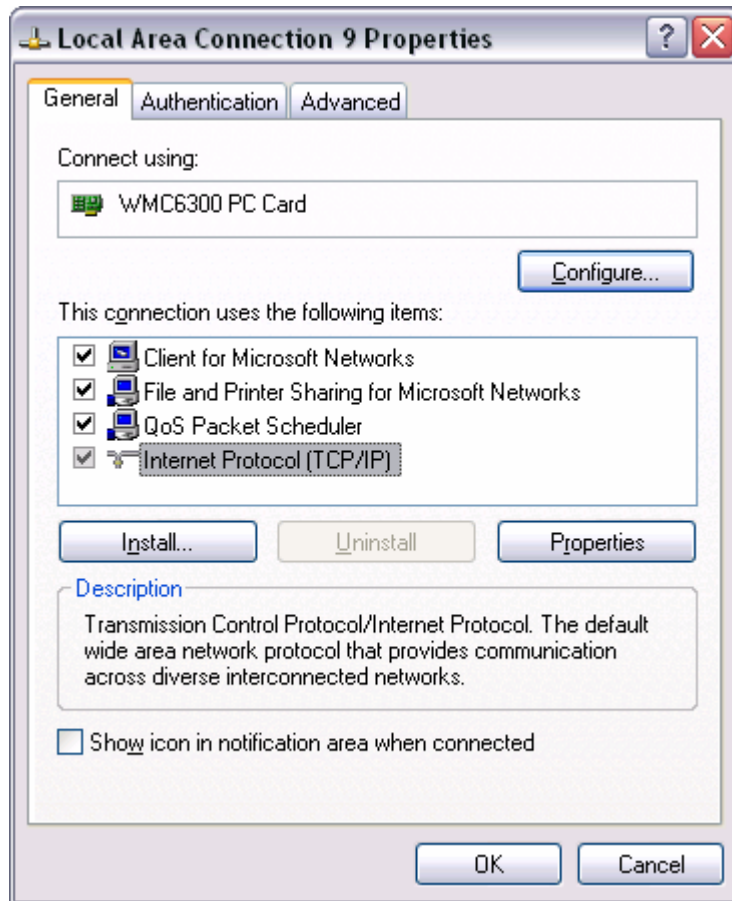 Local Area Connection 9 Properties
General Authentication Advanced
Connect using:
WMC6300 PC Card
Configure...
This connection uses the following items:
Client for Microsoft Networks
File and Printer Sharing for Microsoft Networks
QoS Packet Scheduler
Internet Protocol (TCP/IP)
Install... Uninstall Properties
Description
Transmission Control Protocol/Internet Protocol. The default
wide area network protocol that provides communication
across diverse interconnected networks.
Show icon in notification area when connected
OK Cancel